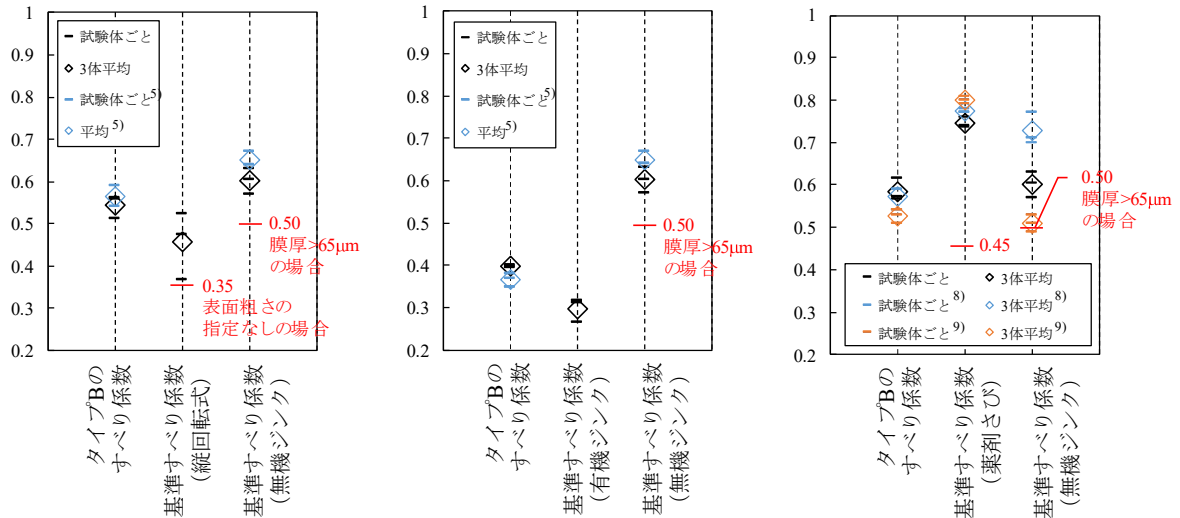 1
0.9
0.8
0.7
0.6
0.5
0.4
0.3
0.2
試験体ごと
3体平均
試験体ごと5)
平均5)
0.50
膜厚>65μm
の場合
0.35
表面粗さの
指定なしの場合
タイプBの
すべり係数
基準すべり係数
(縦回転式)
基準すべり係数
(無機ジンク)
1
0.9
0.8
0.7
0.6
0.5
0.4
0.3
0.2
試験体ごと
3体平均
試験体ごと5)
平均5)
0.50
膜厚>65μm
の場合
タイプBの
すべり係数
基準すべり係数
(有機ジンク)
基準すべり係数
(無機ジンク)
1
0.9
0.8
0.7
0.6
0.5
0.4
0.3
0.2
0.50
膜厚>65μm
の場合
0.45
試験体ごと
3体平均
試験体ごと8)
3体平均8)
試験体ごと9)
3体平均9)
タイプBの
すべり係数
基準すべり係数
(薬剤さび)
基準すべり係数
(無機ジンク)